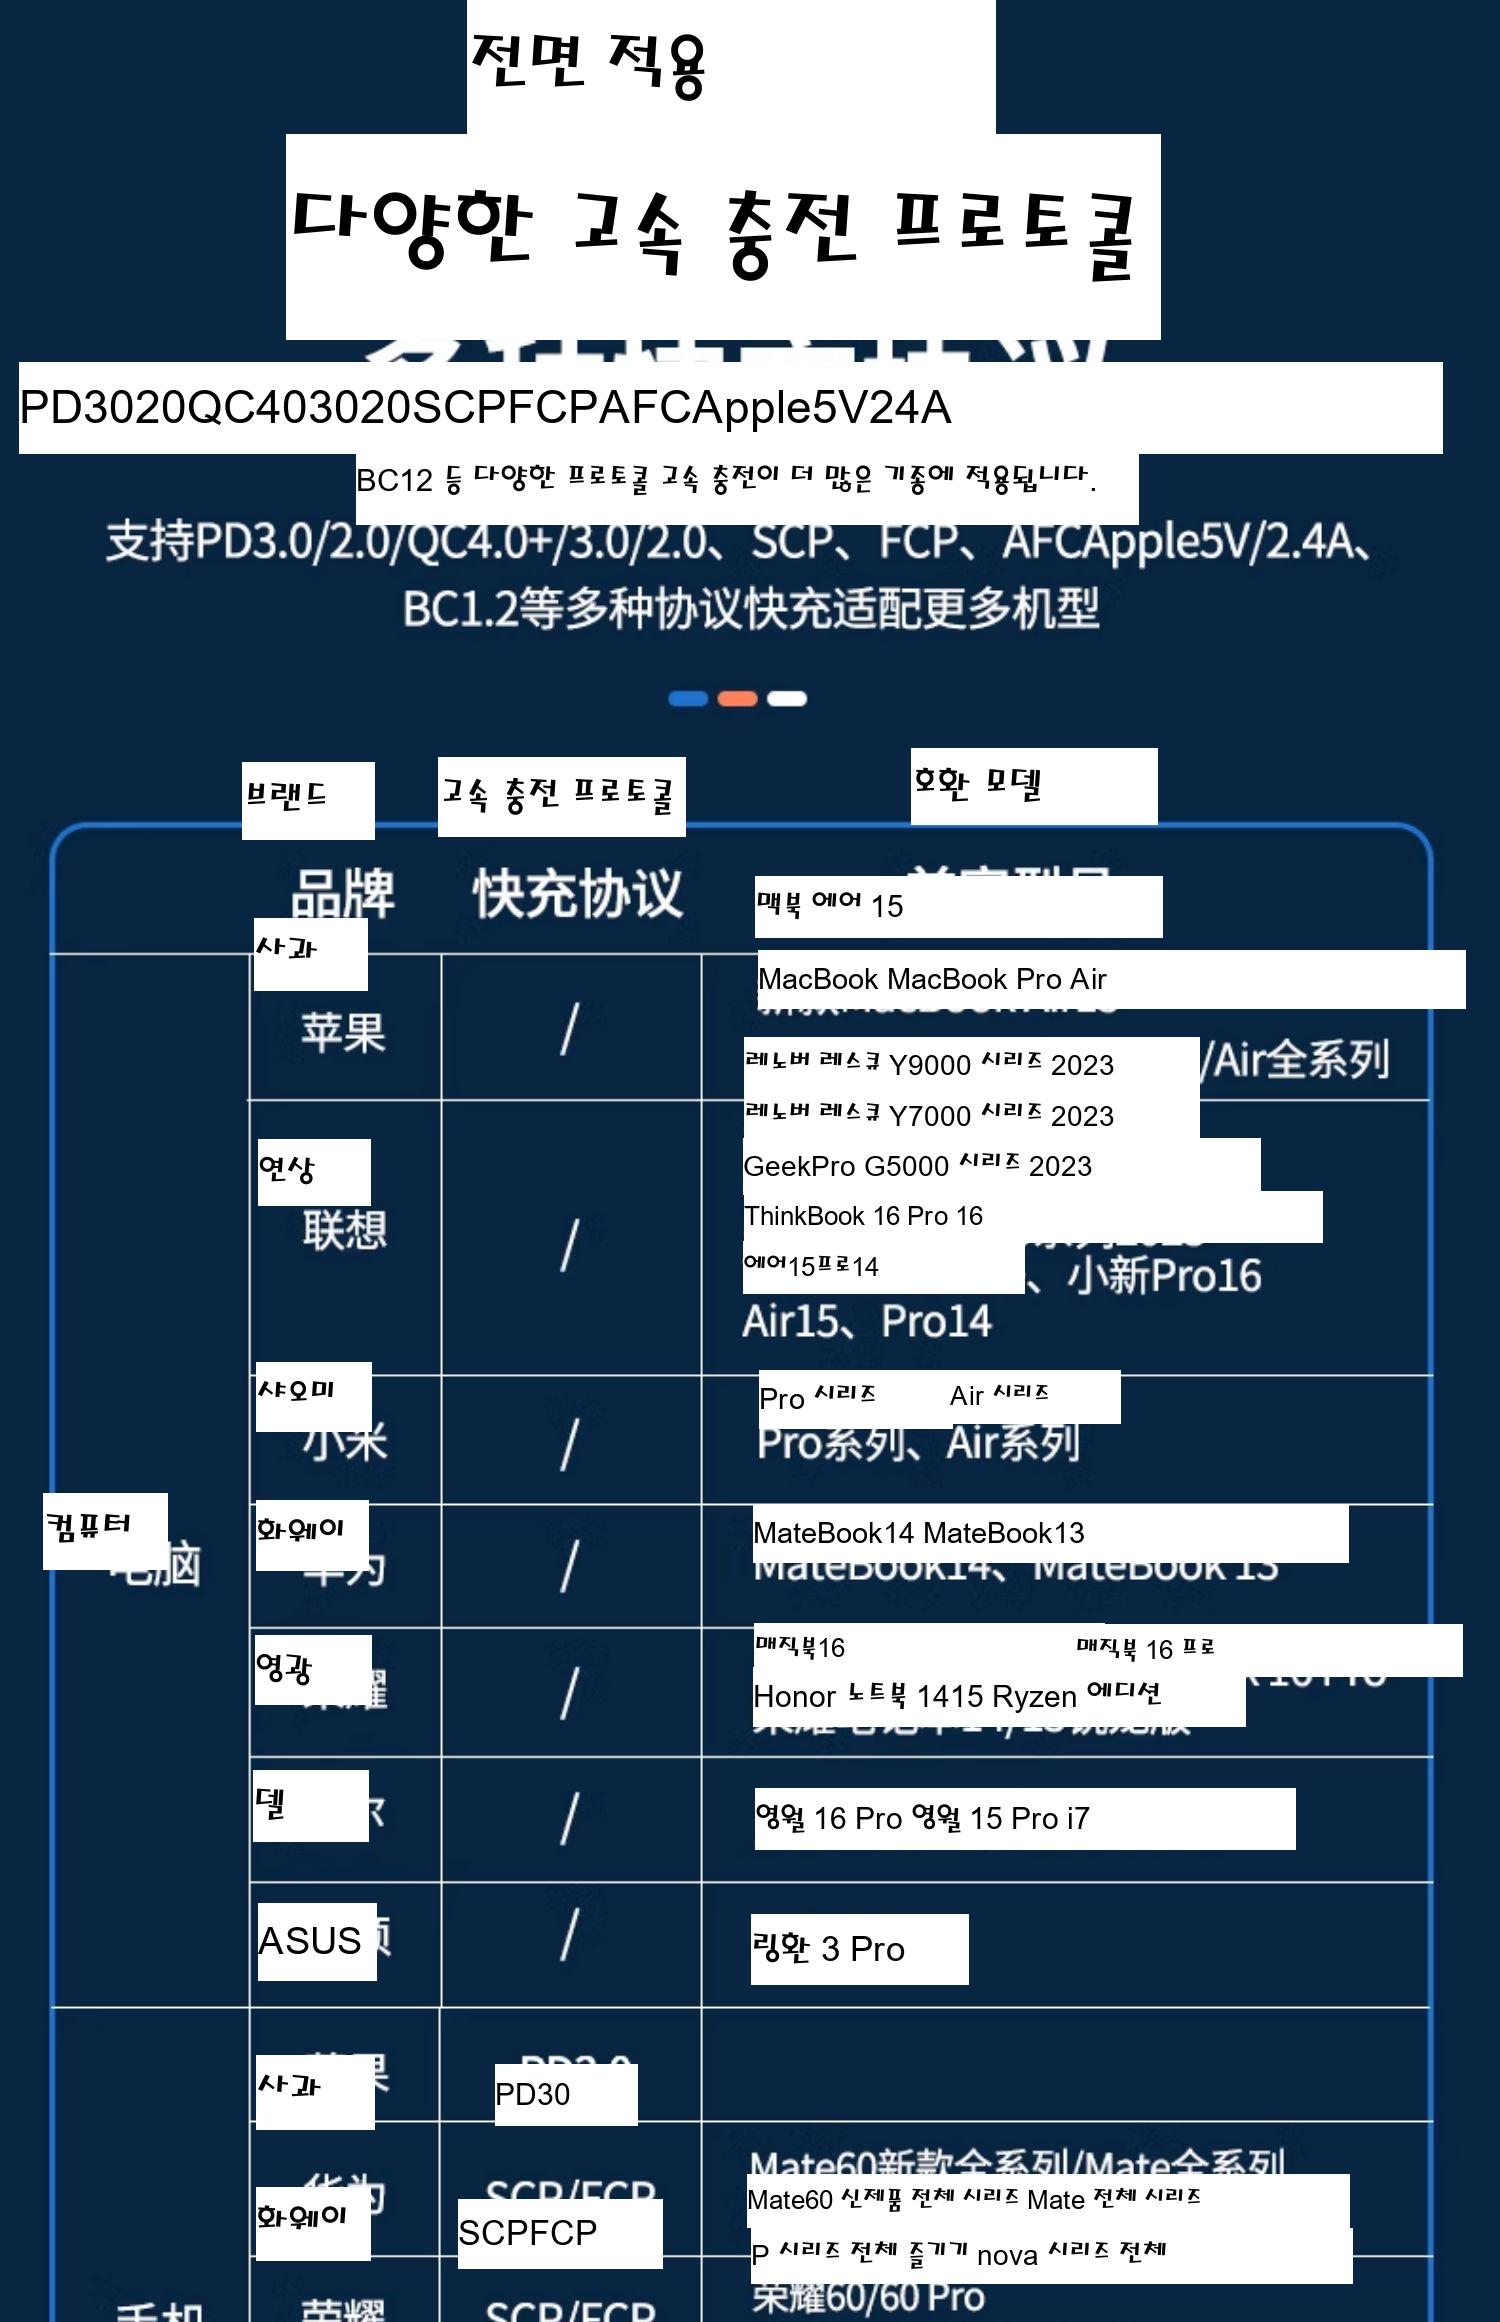 전면 적용
다양한 고속 충전 프로토콜
PD3020QC403020SCPFCPAFCApple5V24A
BC12 등 다양한 프로토콜 고속 충전이 더 많은 기종에 적용됩니다.
支持PD3.0/2.0/QC4.0+/3.0/2.0、SCP、FCP、AFCApple5V/2.4A、
BC1.2等多种协议快充适配更多机型
브랜드 고속 충전 프로토콜 호환 모델
品牌 快充协议
맥북 에어 15
사과
MacBook MacBook Pro Air
苹果 /
/Air全系列
레노버 레스큐 Y9000 시리즈 2023
레노버 레스큐 Y7000 시리즈 2023
연상
GeekPro G5000 시리즈 2023
联想 /
ThinkBook 16 Pro 16
에어15프로14
、小新Pro16
Air15、Pro14
샤오미
Pro 시리즈 Air 시리즈
小米 / Pro系列、Air系列
컴퓨터 화웨이
MateBook14 MateBook13
脑 为 / MateBook14、MateBook 13
영광
매직북16 매직북 16 프로
耀 /
Honor 노트북 1415 Ryzen 에디션
델 / 영월 16 Pro 영월 15 Pro i7
ASUS / 링환 3 Pro
사과 果 PD30
Mate60新款全系列/Mate全系列
화웨이 SCP/FCP
SCPFCP
Mate60 신제품 전체 시리즈 Mate 전체 시리즈
P 시리즈 전체 즐기기 nova 시리즈 전체
手机 荣耀 SCP/FCP 荣耀60/60 Pro